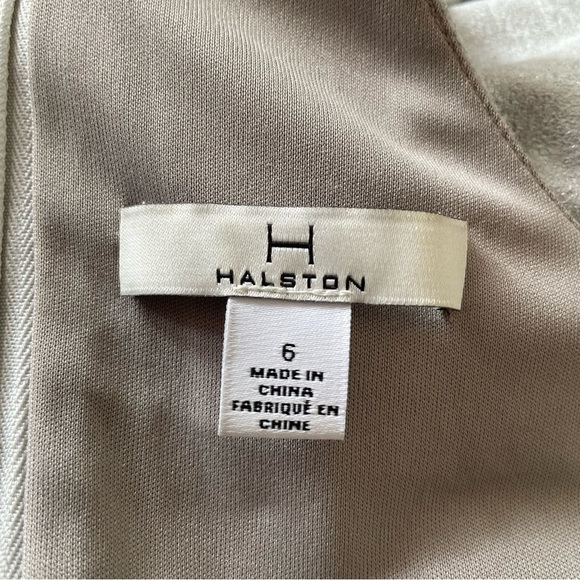 H
HALSTON
6
MADE IN
CHINA
FABRIQUÉ EN
CHINE